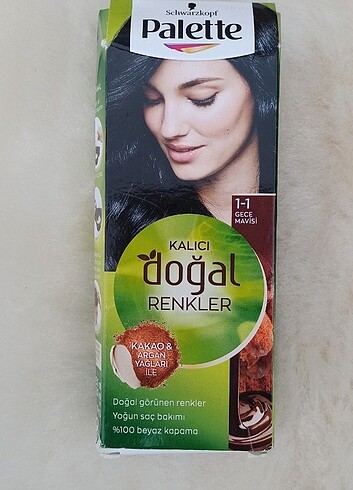 Schwarzkopf
Palette
1-1
GECE
MAVİSİ
KALICI
doğal
RENKLER
KAKAO &
ARGAN
YAĞLARI
İLE
Doğal görünen renkler
Yoğun saç bakımı
%100 beyaz kapama